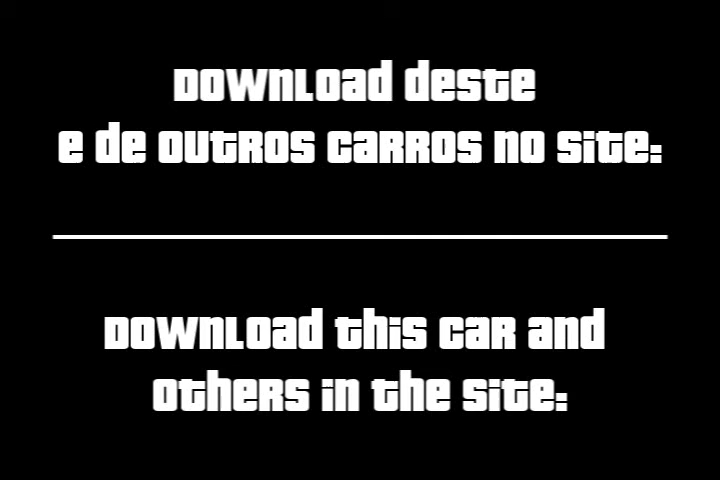 Download deste
e de outros carros no site:
Download this car and
others in the site: